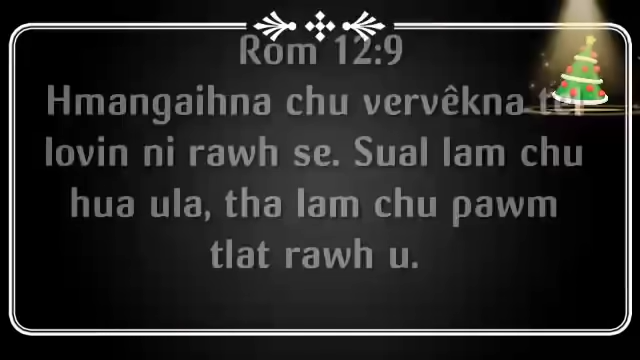 Rom 12:9
Hmangaihna chu vervêkna tel
lovin ni rawh se. Sual lam chu
hua ula, tha lam chu pawm
tlat rawh u.